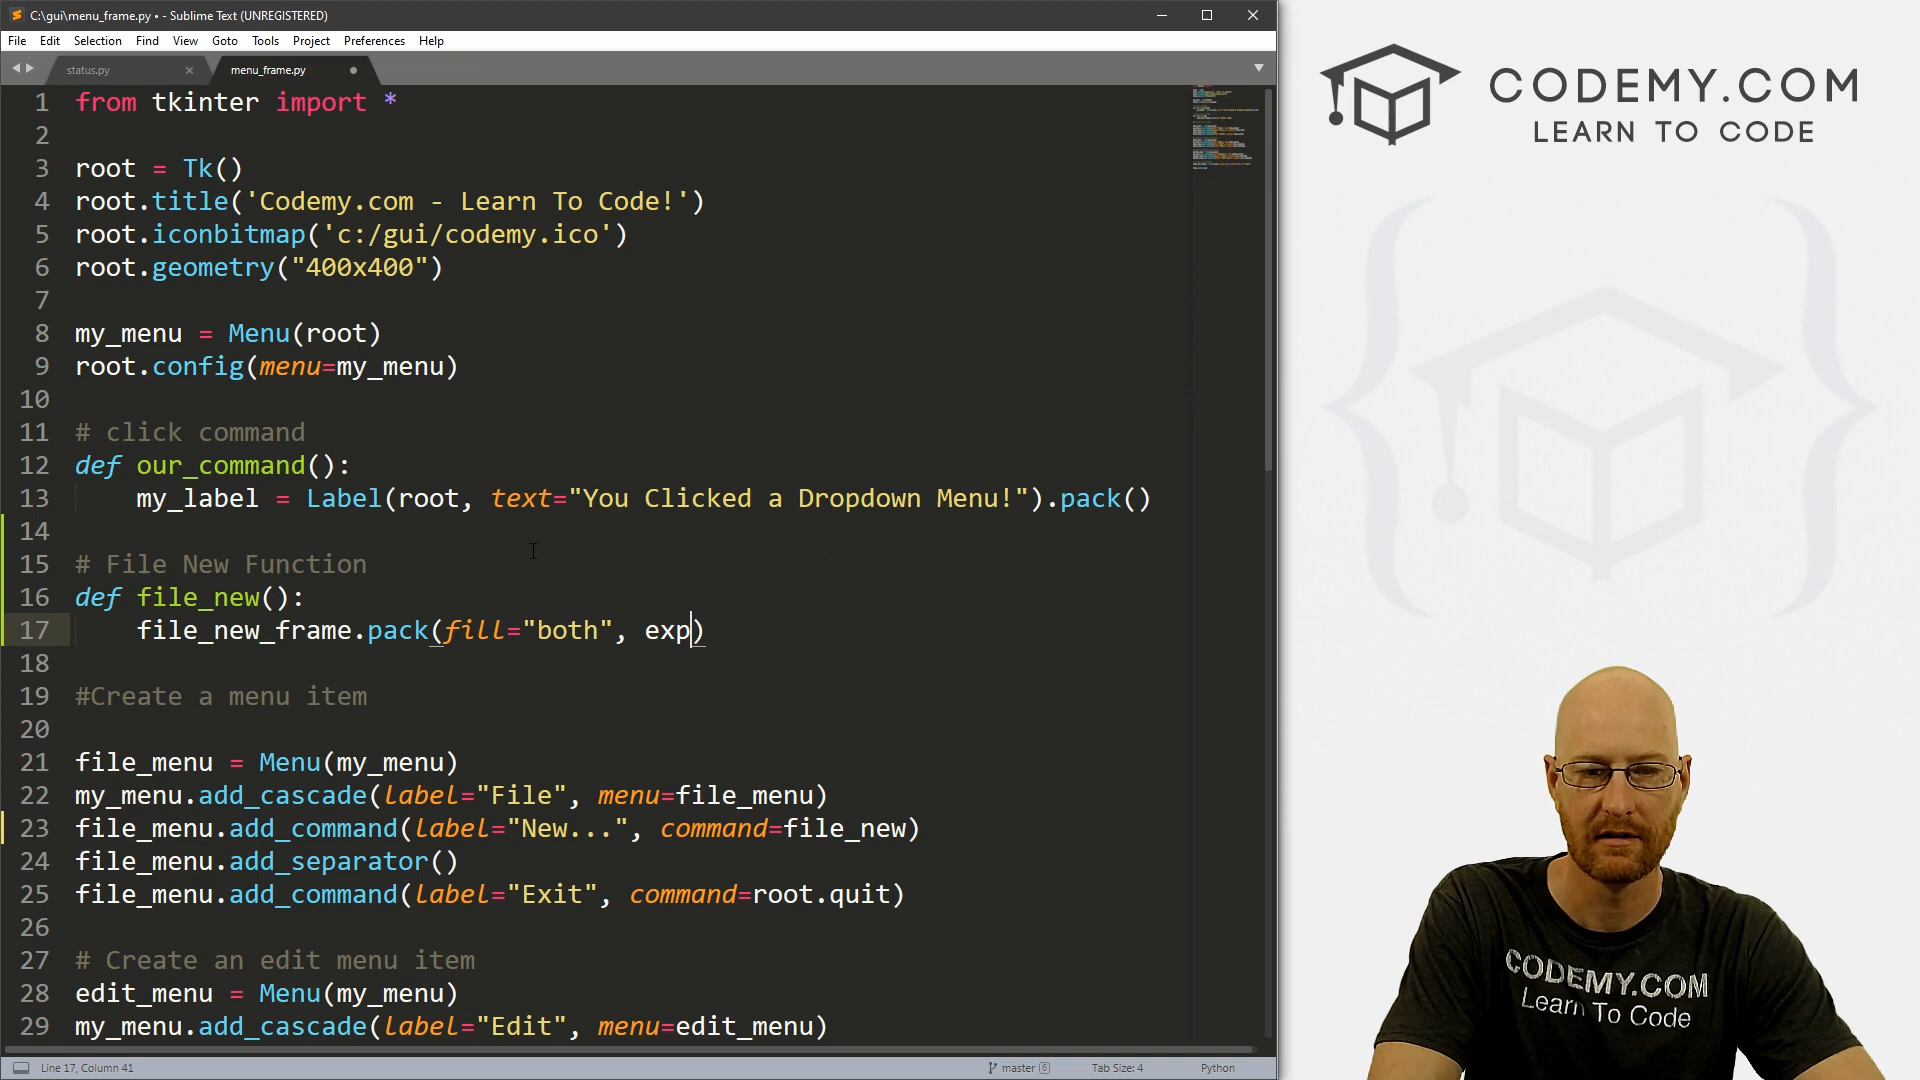 C:\gui\menu_frame.py • - Sublime Text (UNREGISTERED)
File Edit Selection Find View Goto Tools Project Preferences Help
status.py
menu_frame.py
1 from tkinter import *
2
3 root = Tk()
4 root.title('Codemy.com - Learn To Code!')
5 root.iconbitmap('c:/gui/codemy.ico')
6 root.geometry("400x400")
7
8 my_menu = Menu(root)
9 root.config(menu=my_menu)
10
11 # click command
12 def our_command():
13 my_label = Label(root, text="You Clicked a Dropdown Menu!").pack()
14
15 # File New Function
16 def file_new():
17 file_new_frame.pack(fill="both", exp)
18
19 #Create a menu item
20
21 file_menu = Menu(my_menu)
22 my_menu.add_cascade(label="File", menu=file_menu)
23 file_menu.add_command(label="New...", command=file_new)
24 file_menu.add_separator()
25 file_menu.add_command(label="Exit", command=root.quit)
26
27 # Create an edit menu item
28 edit_menu = Menu(my_menu)
29 my_menu.add_cascade(label="Edit", menu=edit_menu)
Line 17, Column 41
master 6
Tab Size: 4
Python
CODEMY.COM
LEARN TO CODE
CODEMY.COM
Learn To Code